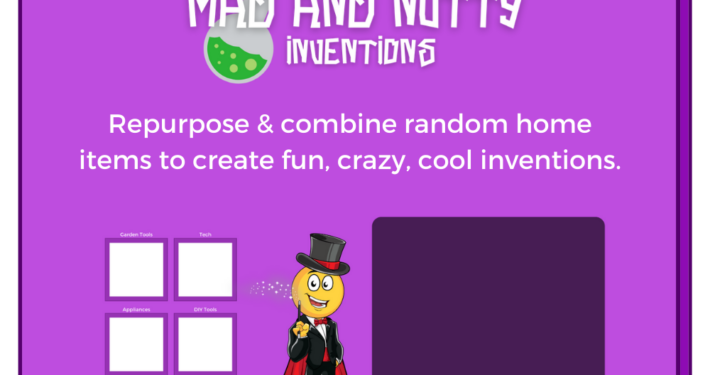 MAD AND NUTTY
INVENTIONS
Repurpose & combine random home
items to create fun, crazy, cool inventions.
Garden Tools
Tech
Appliances
DIY Tools